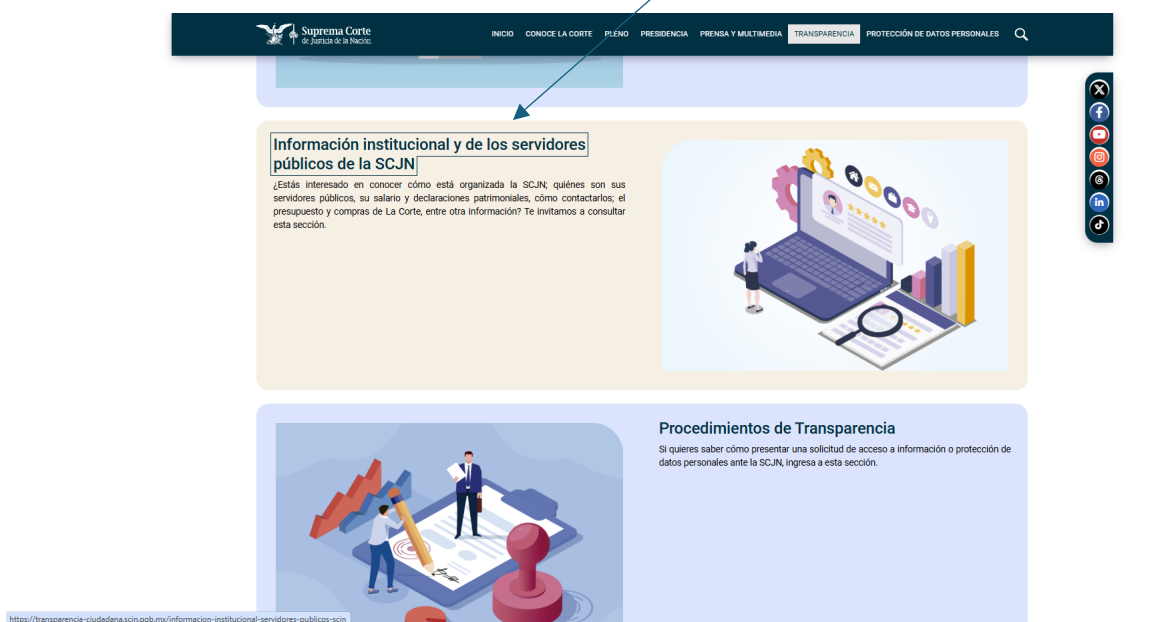 Suprema Corte
de Justicia de la Nación
INICIO CONOCE LA CORTE PLENO PRESIDENCIA PRENSA Y MULTIMEDIA TRANSPARENCIA PROTECCIÓN DE DATOS PERSONALES
Información institucional y de los servidores
públicos de la SCJN
¿Estás interesado en conocer cómo está organizada la SCJN; quiénes son sus
servidores públicos, su salario y declaraciones patrimoniales, cómo contactarlos; el
presupuesto y compras de La Corte, entre otra información? Te invitamos a consultar
esta sección.
Procedimientos de Transparencia
Si quieres saber cómo presentar una solicitud de acceso a información o protección de
datos personales ante la SCJN, ingresa a esta sección.
https://transparencia-ciudadana.scjn.gob.mx/informacion-institucional-servidores-publicos-scjn